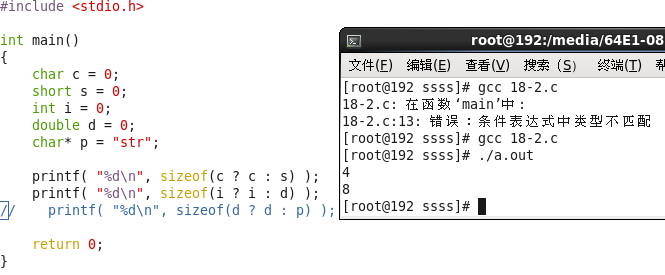 #include <stdio.h>
int main()
{
char c = 0;
short s = 0;
int i = 0;
double d = 0;
char* p = "str";
printf( "%d\n", sizeof(c ? c : s) );
printf( "%d\n", sizeof(i ? i : d) );
// printf( "%d\n", sizeof(d ? d : p) );
return 0;
}
root@192:/media/64E1-08
文件(F) 编辑(E) 查看(V) 搜索 (S) 终端(T) 帮
[root@192 ssss]# gcc 18-2.c
18-2.c: 在函数‘main’中:
18-2.c:13: 错误：条件表达式中类型不匹配
[root@192 ssss]# gcc 18-2.c
[root@192 ssss]# ./a.out
4
8
[root@192 ssss]#